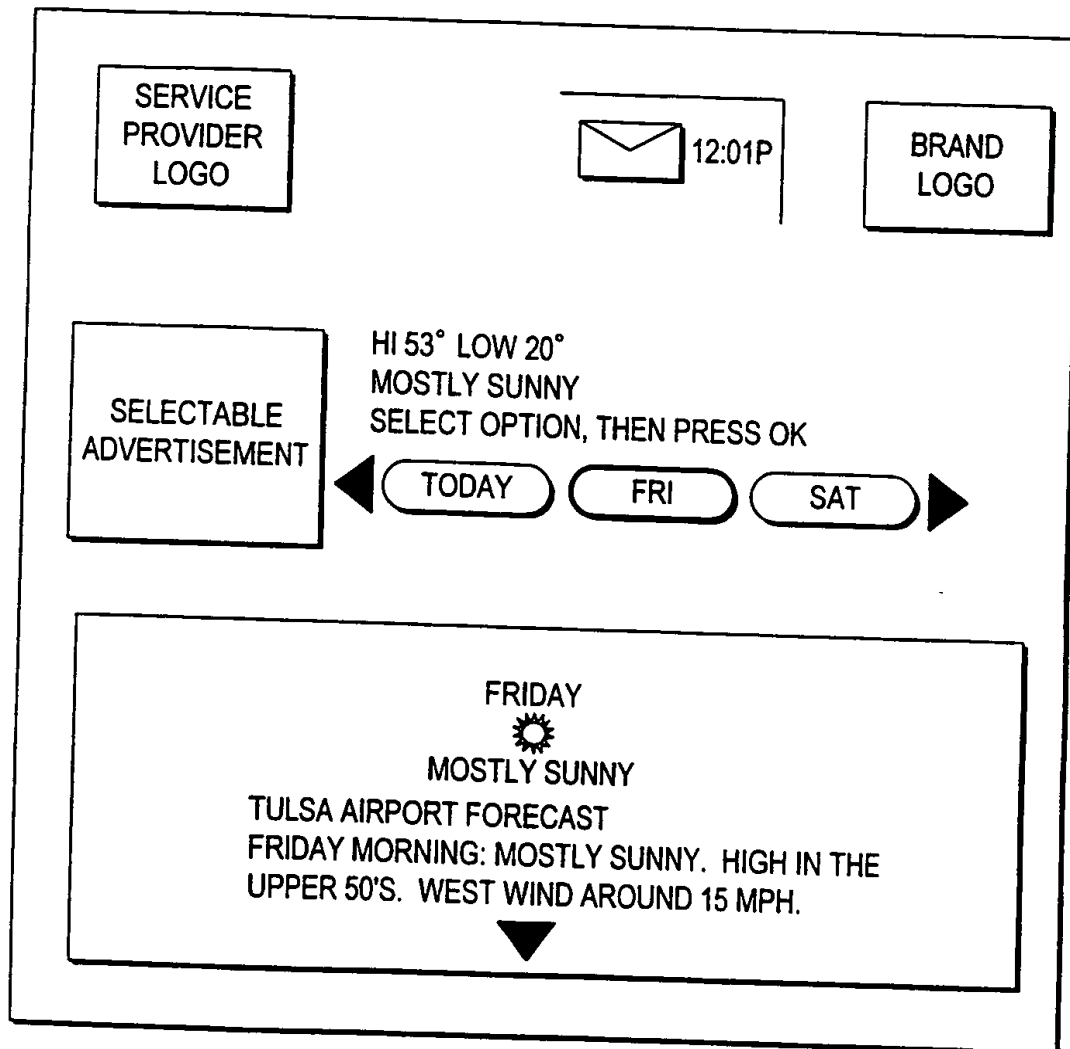 SERVICE
PROVIDER
LOGO
12:01P
BRAND
LOGO
SELECTABLE
ADVERTISEMENT
HI 53° LOW 20°
MOSTLY SUNNY
SELECT OPTION, THEN PRESS OK
TODAY
FRI
SAT
FRIDAY
MOSTLY SUNNY
TULSA AIRPORT FORECAST
FRIDAY MORNING: MOSTLY SUNNY. HIGH IN THE
UPPER 50'S. WEST WIND AROUND 15 MPH.